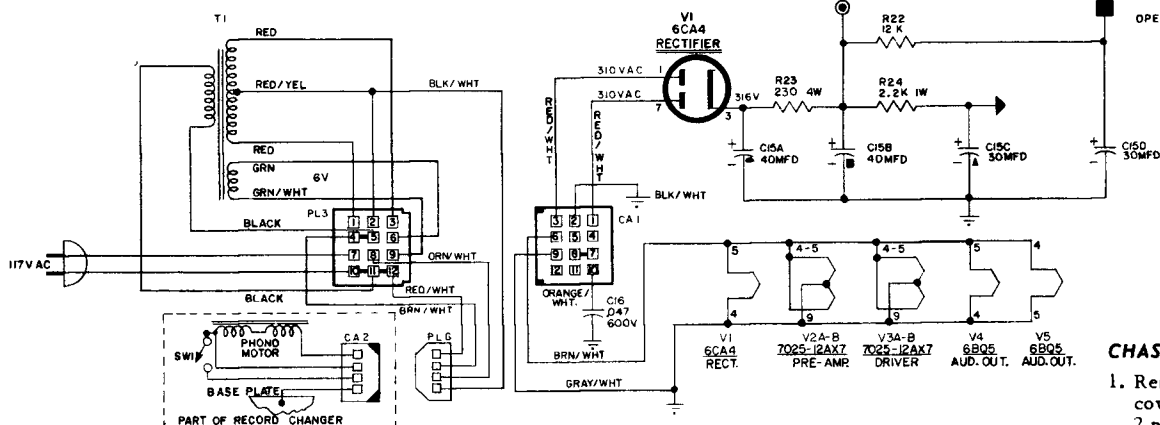 T1
RED
RED/YEL
RED
GRN
6V
GRN/WHT
BLACK
PL3
1 2 3
4 5 6
7 8 9
10 11 12
117V AC
BLACK
BLK/WHT
ORN/WHT
RED/WHT
BRN/WHT
SW1
PHONO
MOTOR
CA2
PL6
BASE PLATE
PART OF RECORD CHANGER
V1
6CA4
RECTIFIER
310VAC
1
310VAC
7
3
316V
RED/WHT
RED/WHT
BLK/WHT
CA1
3 2 1
6 5 4
9 8 7
12 11 10
ORANGE/
WHT.
C16
.047
600V
BRN/WHT
GRAY/WHT
R22
12K
R23
230 4W
R24
2.2K 1W
OPE
+
-
C15A
40MFD
+
-
C15B
40MFD
+
-
C15C
30MFD
+
-
C15D
30MFD
5
4-5
4-5
5
4
4
9
9
4
5
V1
6CA4
RECT.
V2A-B
7025-12AX7
PRE-AMP.
V3A-B
7025-12AX7
DRIVER
V4
6BQ5
AUD.OUT.
V5
6BQ5
AUD.OUT.
CHAS
1. Re
cov
2 n